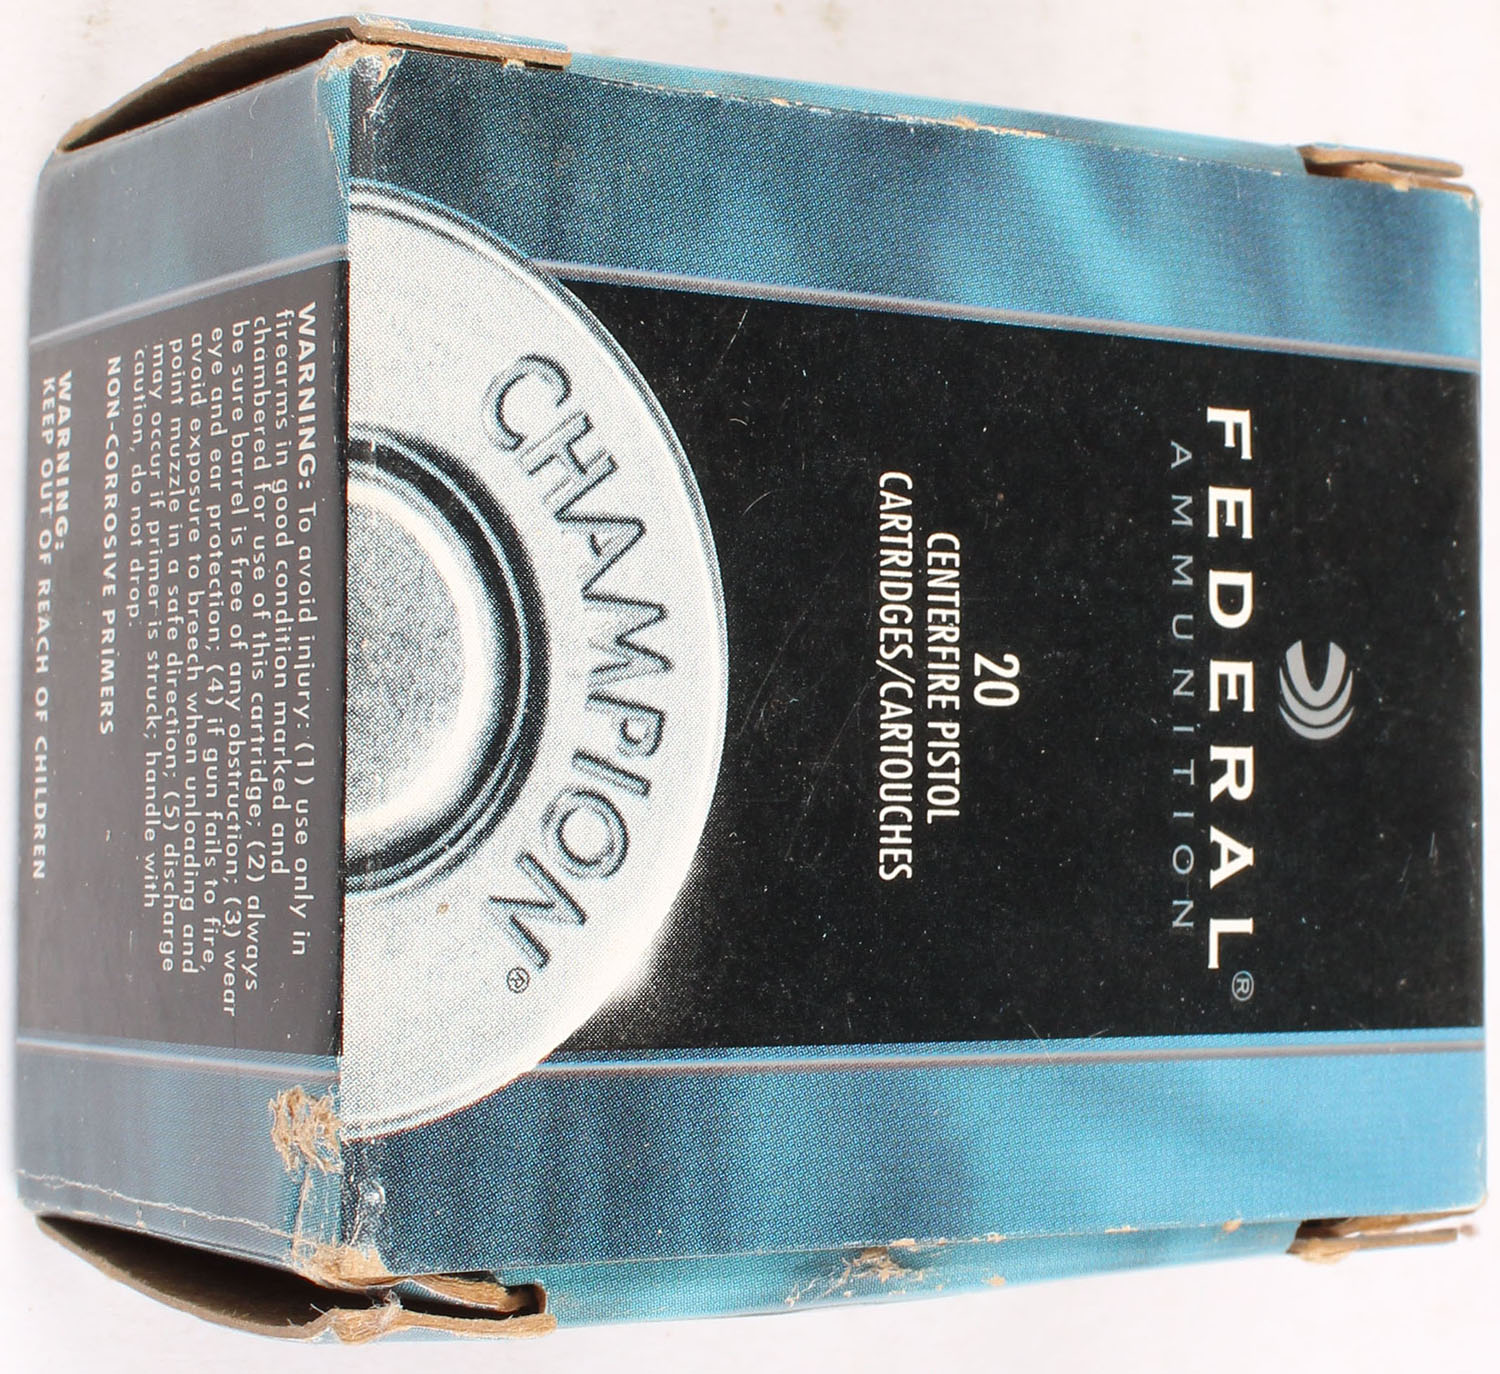 FEDERAL®
AMMUNITION
20
CENTERFIRE PISTOL
CARTRIDGES/CARTOUCHES
CHAMPION®
WARNING: To avoid injury: (1) use only in
firearms in good condition marked and
chambered for use of this cartridge; (2) always
be sure barrel is free of any obstruction; (3) wear
eye and ear protection; (4) if gun fails to fire,
avoid exposure to breech when unloading and
point muzzle in a safe direction; (5) discharge
may occur if primer is struck; handle with
caution, do not drop.
NON-CORROSIVE PRIMERS
WARNING:
KEEP OUT OF REACH OF CHILDREN